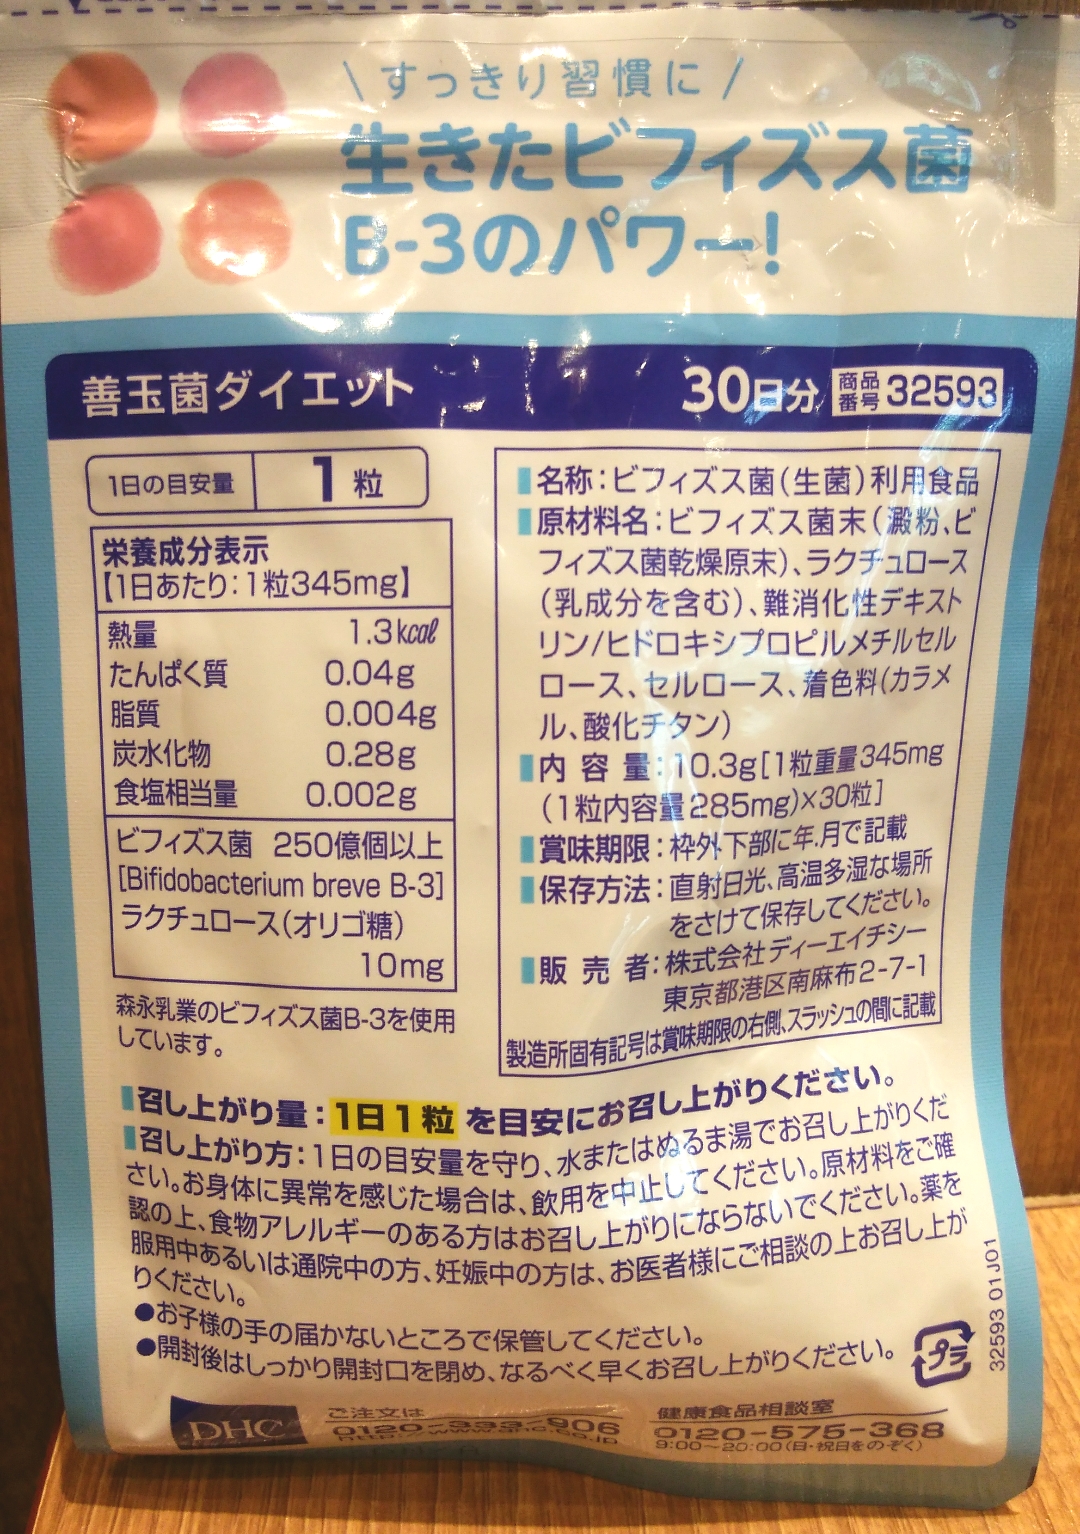 \ すっきり習慣に /
生きたビフィズス菌
B-3のパワー!
善玉菌ダイエット
30日分 商品番号 32593
1日の目安量 1粒
栄養成分表示
【1日あたり:1粒345mg】
熱量 1.3kcal
たんぱく質 0.04g
脂質 0.004g
炭水化物 0.28g
食塩相当量 0.002g
ビフィズス菌 250億個以上
[Bifidobacterium breve B-3]
ラクチュロース(オリゴ糖)
10mg
森永乳業のビフィズス菌B-3を使用
しています。
名称:ビフィズス菌(生菌)利用食品
原材料名:ビフィズス菌末(澱粉、ビ
フィズス菌乾燥原末)、ラクチュロース
(乳成分を含む)、難消化性デキスト
リン/ヒドロキシプロピルメチルセル
ロース、セルロース、着色料(カラメ
ル、酸化チタン)
内容量:10.3g[1粒重量345mg
(1粒内容量285mg)×30粒]
賞味期限:枠外下部に年.月で記載
保存方法:直射日光、高温多湿な場所
をさけて保存してください。
販売者:株式会社ディーエイチシー
東京都港区南麻布2-7-1
製造所固有記号は賞味期限の右側、スラッシュの間に記載
召し上がり量:1日1粒を目安にお召し上がりください。
召し上がり方:1日の目安量を守り、水またはぬるま湯でお召し上がりくだ
さい。お身体に異常を感じた場合は、飲用を中止してください。原材料をご確
認の上、食物アレルギーのある方はお召し上がりにならないでください。薬を
服用中あるいは通院中の方、妊娠中の方は、お医者様にご相談の上お召し上が
りください。
●お子様の手の届かないところで保管してください。
●開封後はしっかり開封口を閉め、なるべく早くお召し上がりください。
プラ
32593 01J01
DHC
ご注文は
0120-333-906
http://www.dhc.co.jp
健康食品相談室
0120-575-368
9:00~20:00(日・祝日をのぞく)